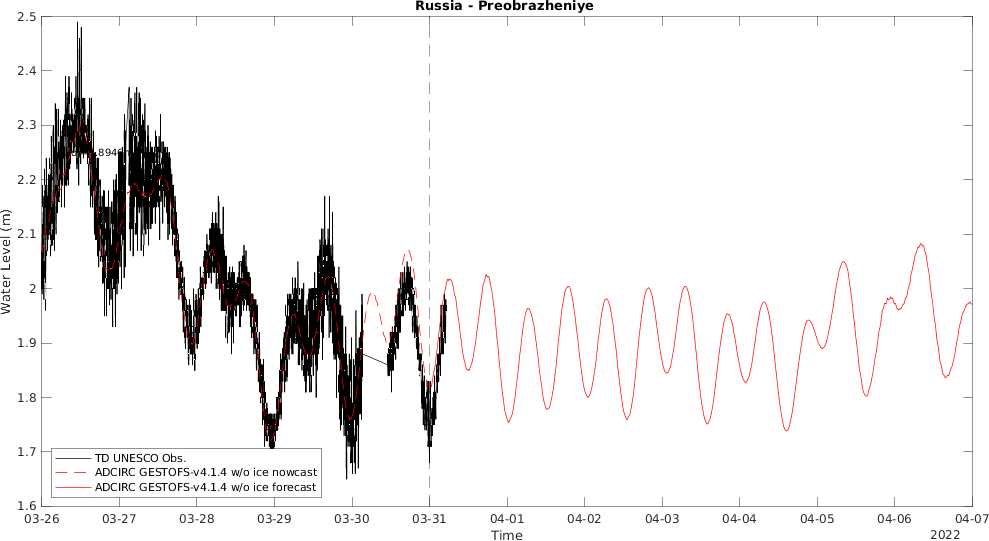 Russia - Preobrazheniye
2.5
2.4
2.3
2.2
2.1
2
1.9
1.8
1.7
1.6
Water Level (m)
TD UNESCO Obs.
ADCIRC GESTOFS-v4.1.4 w/o ice nowcast
ADCIRC GESTOFS-v4.1.4 w/o ice forecast
03-26 03-27 03-28 03-29 03-30 03-31 04-01 04-02 04-03 04-04 04-05 04-06 04-07
Time
2022